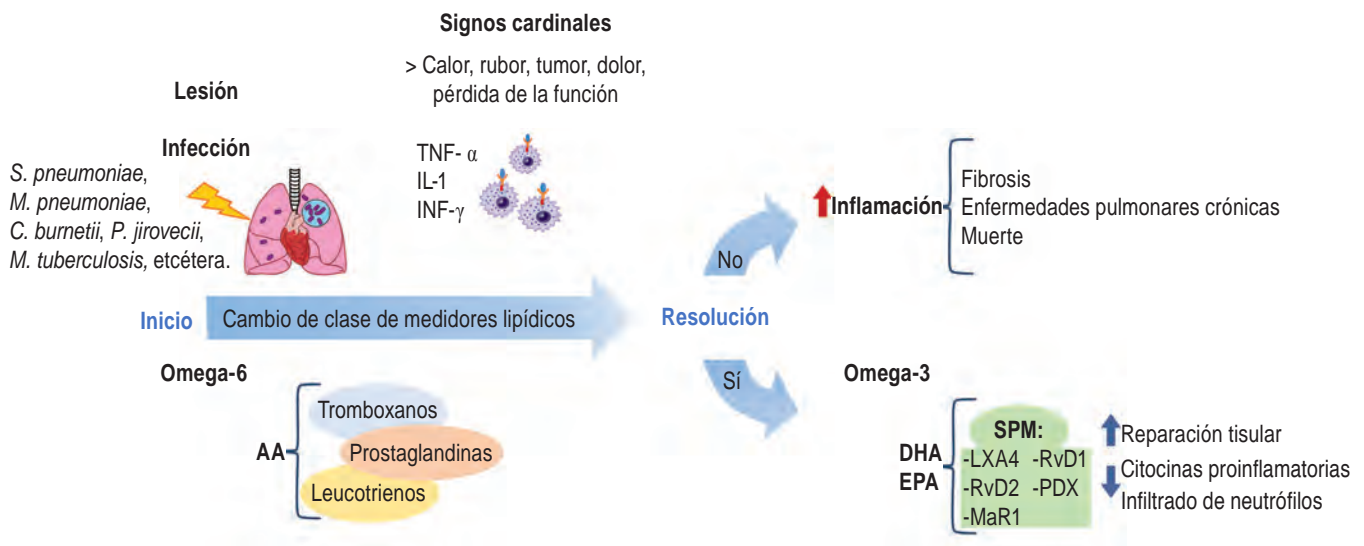 Signos cardinales
> Calor, rubor, tumor, dolor,
pérdida de la función
Lesión
Infección
S. pneumoniae,
M. pneumoniae,
C. burnetii, P. jirovecii,
M. tuberculosis, etcétera.
TNF- α
IL-1
INF-γ
Inicio
Cambio de clase de medidores lipídicos
Resolución
No
Inflamación
Fibrosis
Enfermedades pulmonares crónicas
Muerte
Sí
Omega-6
AA
Tromboxanos
Prostaglandinas
Leucotrienos
Omega-3
DHA
EPA
SPM:
-LXA4 -RvD1
-RvD2 -PDX
-MaR1
Reparación tisular
Citocinas proinflamatorias
Infiltrado de neutrófilos